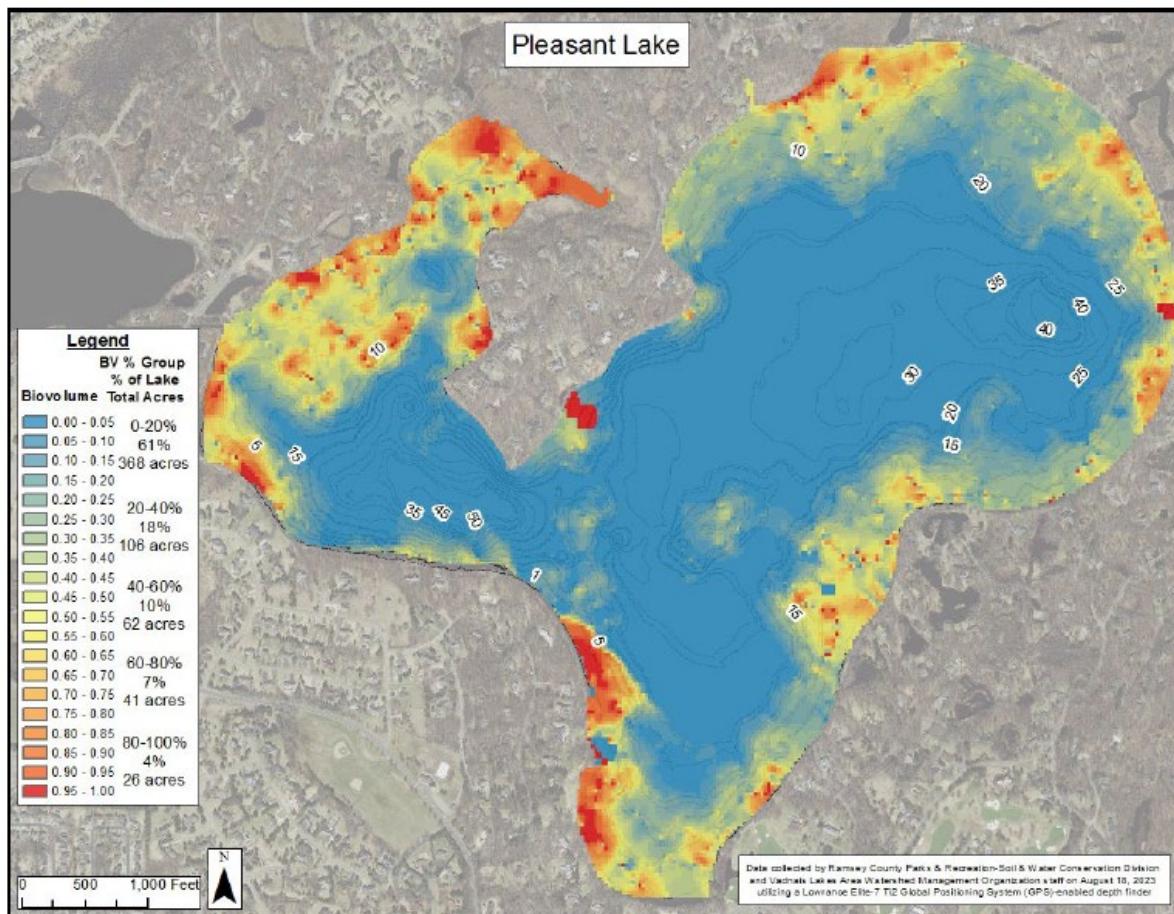 Pleasant Lake
10
20
35
40
40
25
10
30
25
20
15
5
15
35
45
50
1
15
5
Legend
BV % Group
% of Lake
Biovolume Total Acres
0.00 - 0.05
0-20%
0.05 - 0.10
61%
0.10 - 0.15
368 acres
0.15 - 0.20
0.20 - 0.25
20-40%
0.25 - 0.30
18%
0.30 - 0.35
106 acres
0.35 - 0.40
0.40 - 0.45
40-60%
0.45 - 0.50
10%
0.50 - 0.55
62 acres
0.55 - 0.60
0.60 - 0.65
60-80%
0.65 - 0.70
7%
0.70 - 0.75
41 acres
0.75 - 0.80
0.80 - 0.85
80-100%
0.85 - 0.90
4%
0.90 - 0.95
26 acres
0.95 - 1.00
0 500 1,000 Feet
N
Data collected by Ramsey County Parks & Recreation-Soil & Water Conservation Division
and Vadnais Lakes Area Watershed Management Organization staff on August 18, 2023
utilizing a Lowrance Elite-7 Ti2 Global Positioning System (GPS)-enabled depth finder